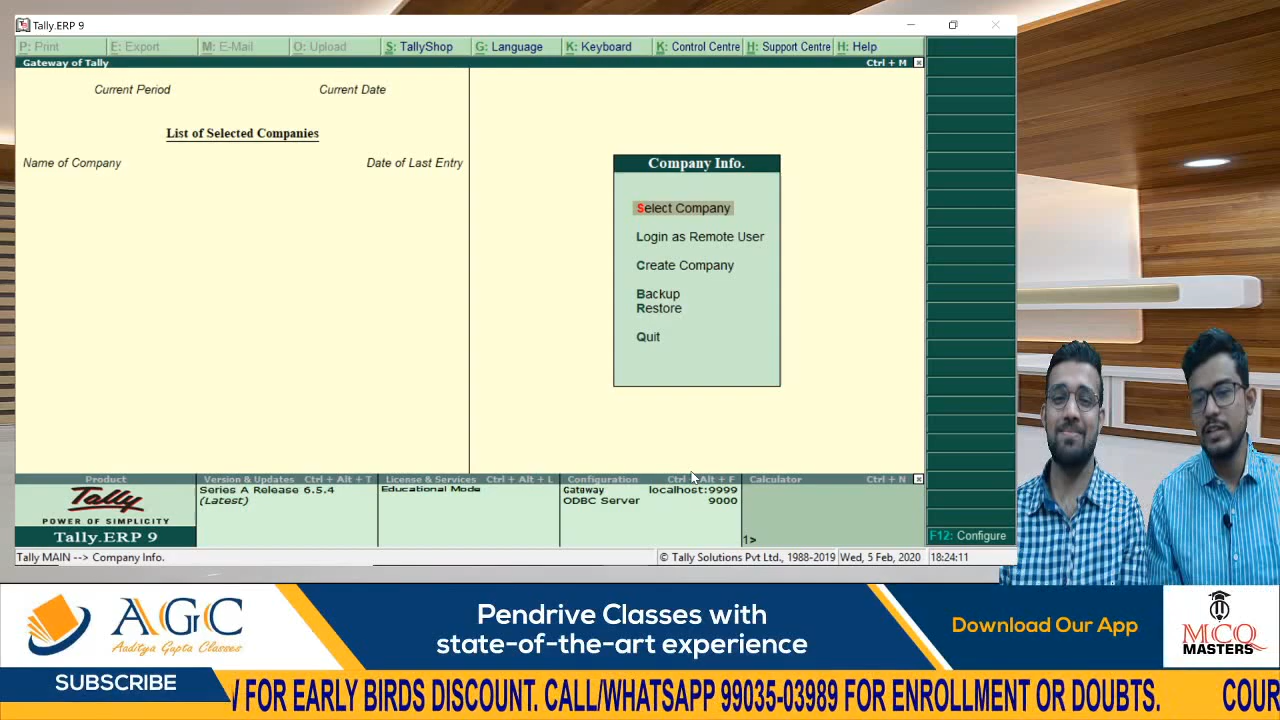 Tally.ERP 9
P: Print E: Export M: E-Mail O: Upload S: TallyShop G: Language K: Keyboard K: Control Centre H: Support Centre H: Help
Gateway of Tally Ctrl + M
Current Period Current Date
List of Selected Companies
Name of Company Date of Last Entry
Company Info.
Select Company
Login as Remote User
Create Company
Backup
Restore
Quit
Product Version & Updates Ctrl + Alt + T License & Services Ctrl + Alt + L Configuration Ctrl + Alt + F Calculator Ctrl + N
Tally
POWER OF SIMPLICITY
Tally.ERP 9
Series A Release 6.5.4
(Latest)
Educational Mode
Gateway localhost:9999
ODBC Server 9000
1>
F12: Configure
Tally MAIN --> Company Info. © Tally Solutions Pvt Ltd., 1988-2019 Wed, 5 Feb, 2020 18:24:11
AGC
Aaditya Gupta Classes
Pendrive Classes with
state-of-the-art experience
Download Our App
MCQ
MASTERS
SUBSCRIBE
FOR EARLY BIRDS DISCOUNT. CALL/WHATSAPP 99035-03989 FOR ENROLLMENT OR DOUBTS. COUR